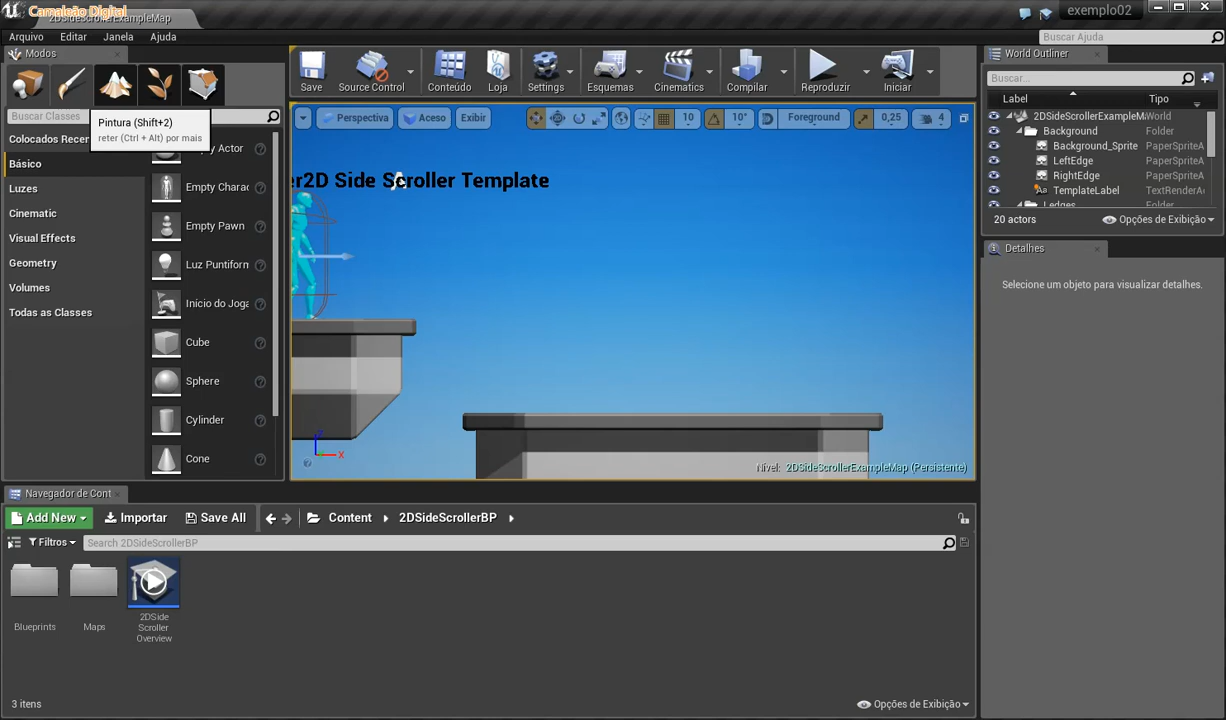 Camaleão Digital
2DSideScrollerExampleMap
exemplo02
Arquivo
Editar
Janela
Ajuda
Buscar Ajuda
Modos
Save
Source Control
Conteúdo
Loja
Settings
Esquemas
Cinematics
Compilar
Reproduzir
Iniciar
World Outliner
Buscar...
Label
Tipo
2DSideScrollerExampleMa
World
Background
Folder
Background_Sprite
PaperSpriteA
LeftEdge
PaperSpriteA
RightEdge
PaperSpriteA
TemplateLabel
TextRenderAc
Ledges
Folder
20 actors
Opções de Exibição
Detalhes
Selecione um objeto para visualizar detalhes.
Buscar Classes
Pintura (Shift+2)
reter (Ctrl + Alt) por mais
Colocados Recen
Básico
Luzes
Cinematic
Visual Effects
Geometry
Volumes
Todas as Classes
Empty Actor
Empty Charac
Empty Pawn
Luz Puntiform
Início do Joga
Cube
Sphere
Cylinder
Cone
Perspectiva
Aceso
Exibir
10
10°
Foreground
0,25
4
er2D Side Scroller Template
X
Nível: 2DSideScrollerExampleMap (Persistente)
Navegador de Cont
Add New
Importar
Save All
Content
2DSideScrollerBP
Filtros
Search 2DSideScrollerBP
Blueprints
Maps
2DSide
Scroller
Overview
3 itens
Opções de Exibição